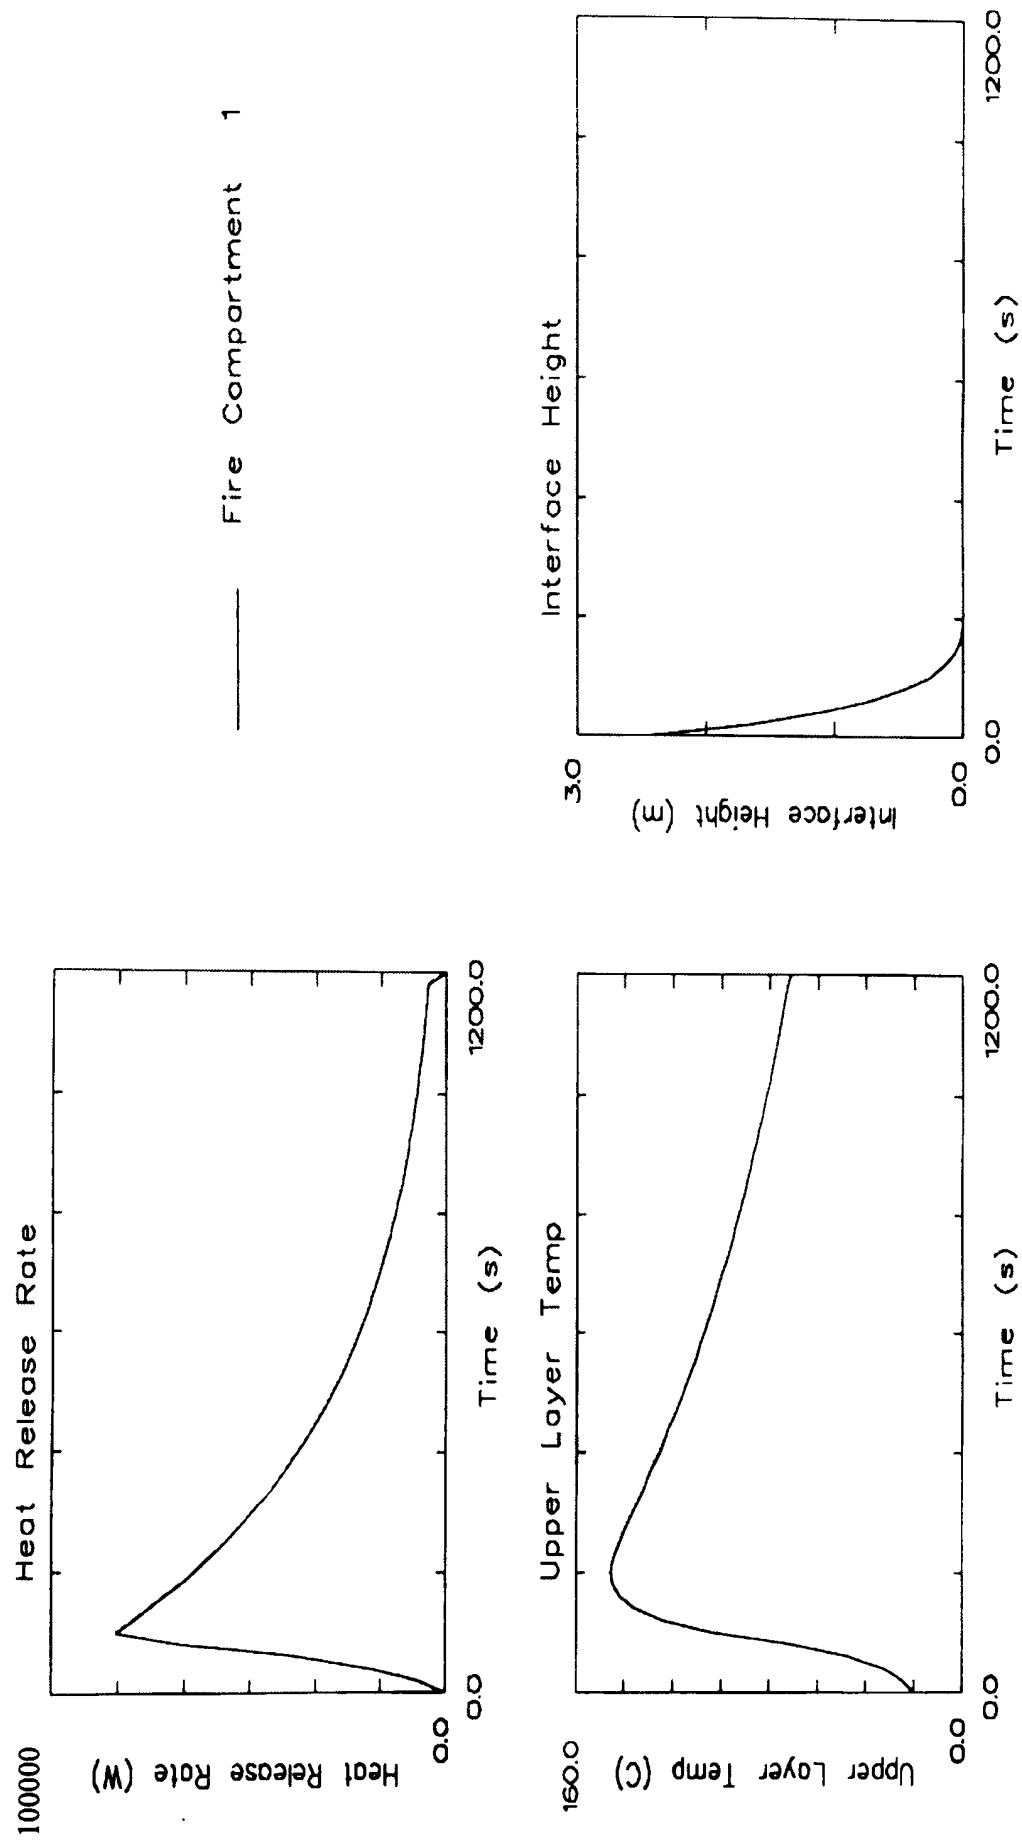 Heat Release Rate
100000
Heat Release Rate (W)
0.0
0.0
1200.0
Time (s)
Fire Compartment 1
Upper Layer Temp
160.0
Upper Layer Temp (C)
0.0
0.0
1200.0
Time (s)
Interface Height
3.0
Interface Height (m)
0.0
0.0
1200.0
Time (s)